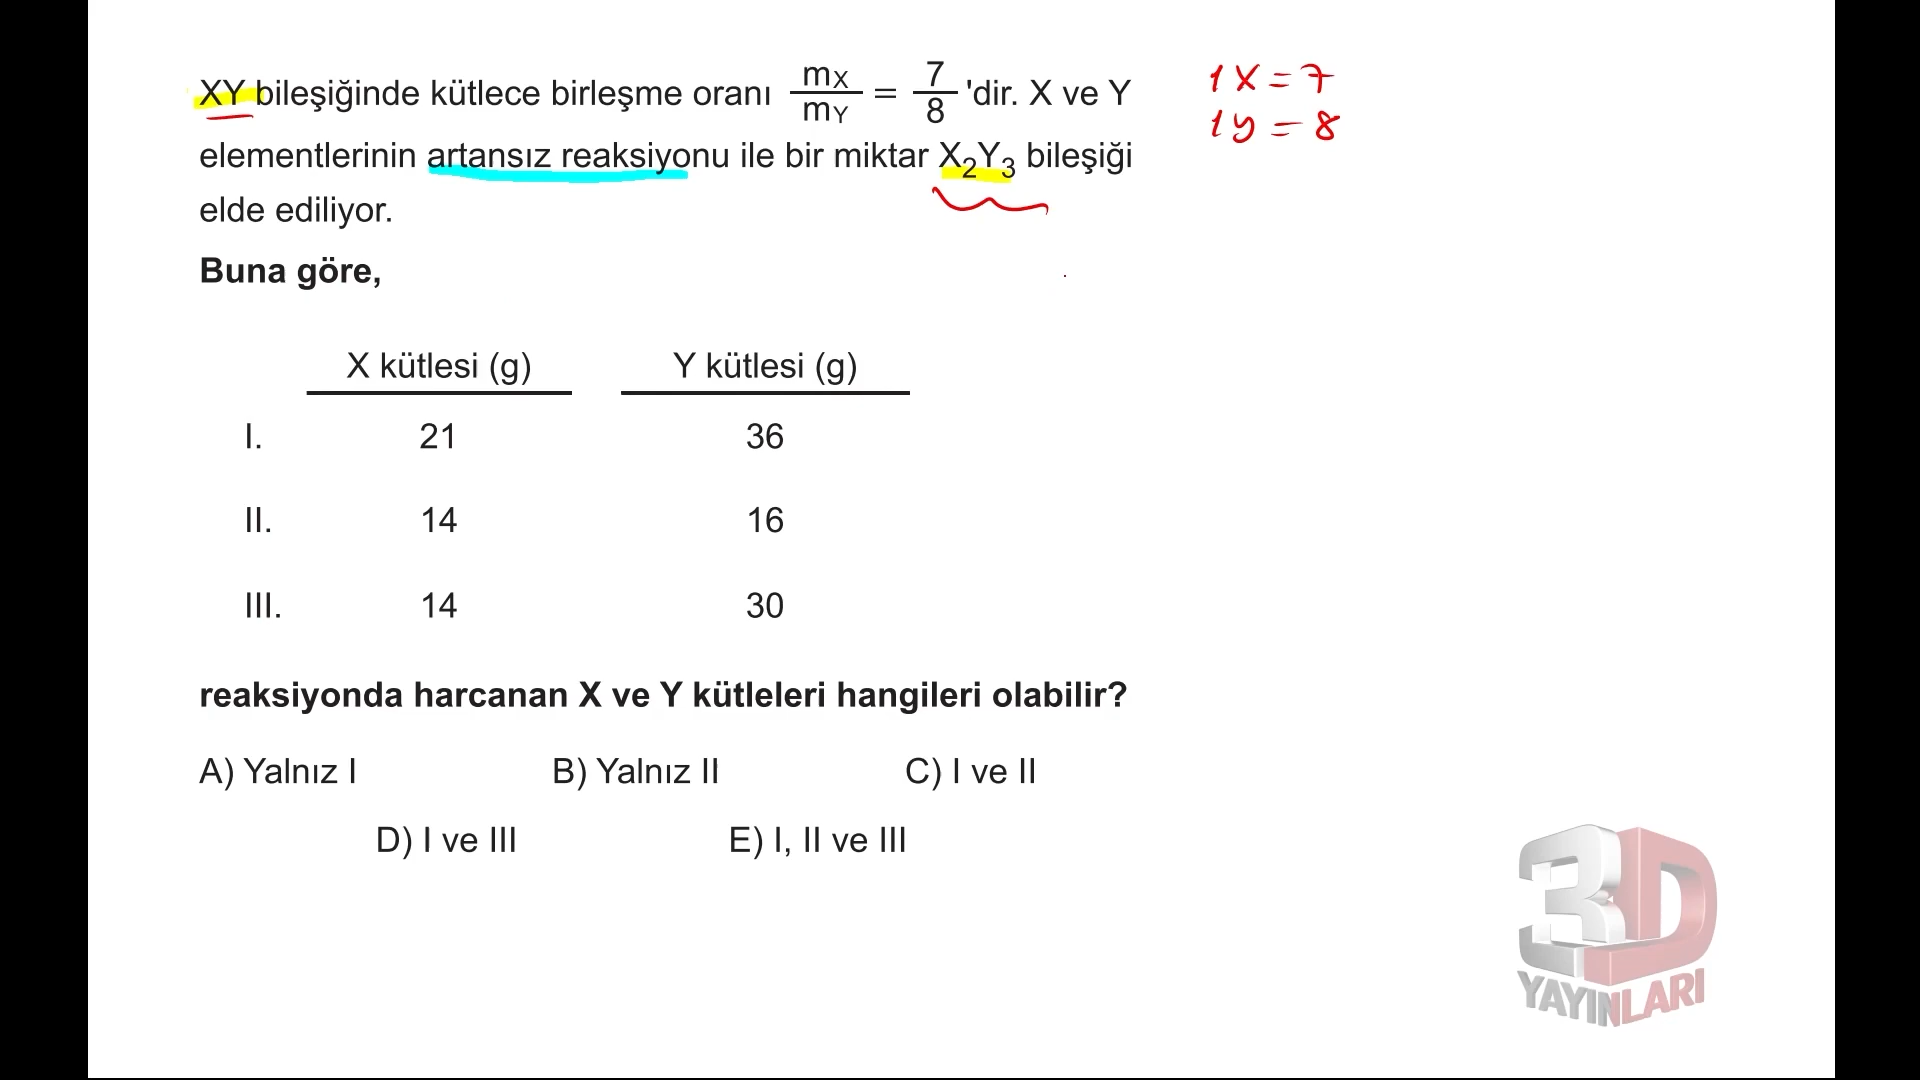 XY bileşiğinde kütlece birleşme oranı mX/mY = 7/8 'dir. X ve Y
elementlerinin artansız reaksiyonu ile bir miktar X₂Y₃ bileşiği
elde ediliyor.
1X = 7
1y = 8
Buna göre,
X kütlesi (g) Y kütlesi (g)
I. 21 36
II. 14 16
III. 14 30
reaksiyonda harcanan X ve Y kütleleri hangileri olabilir?
A) Yalnız I B) Yalnız II C) I ve II
D) I ve III E) I, II ve III
3D
YAYINLARI